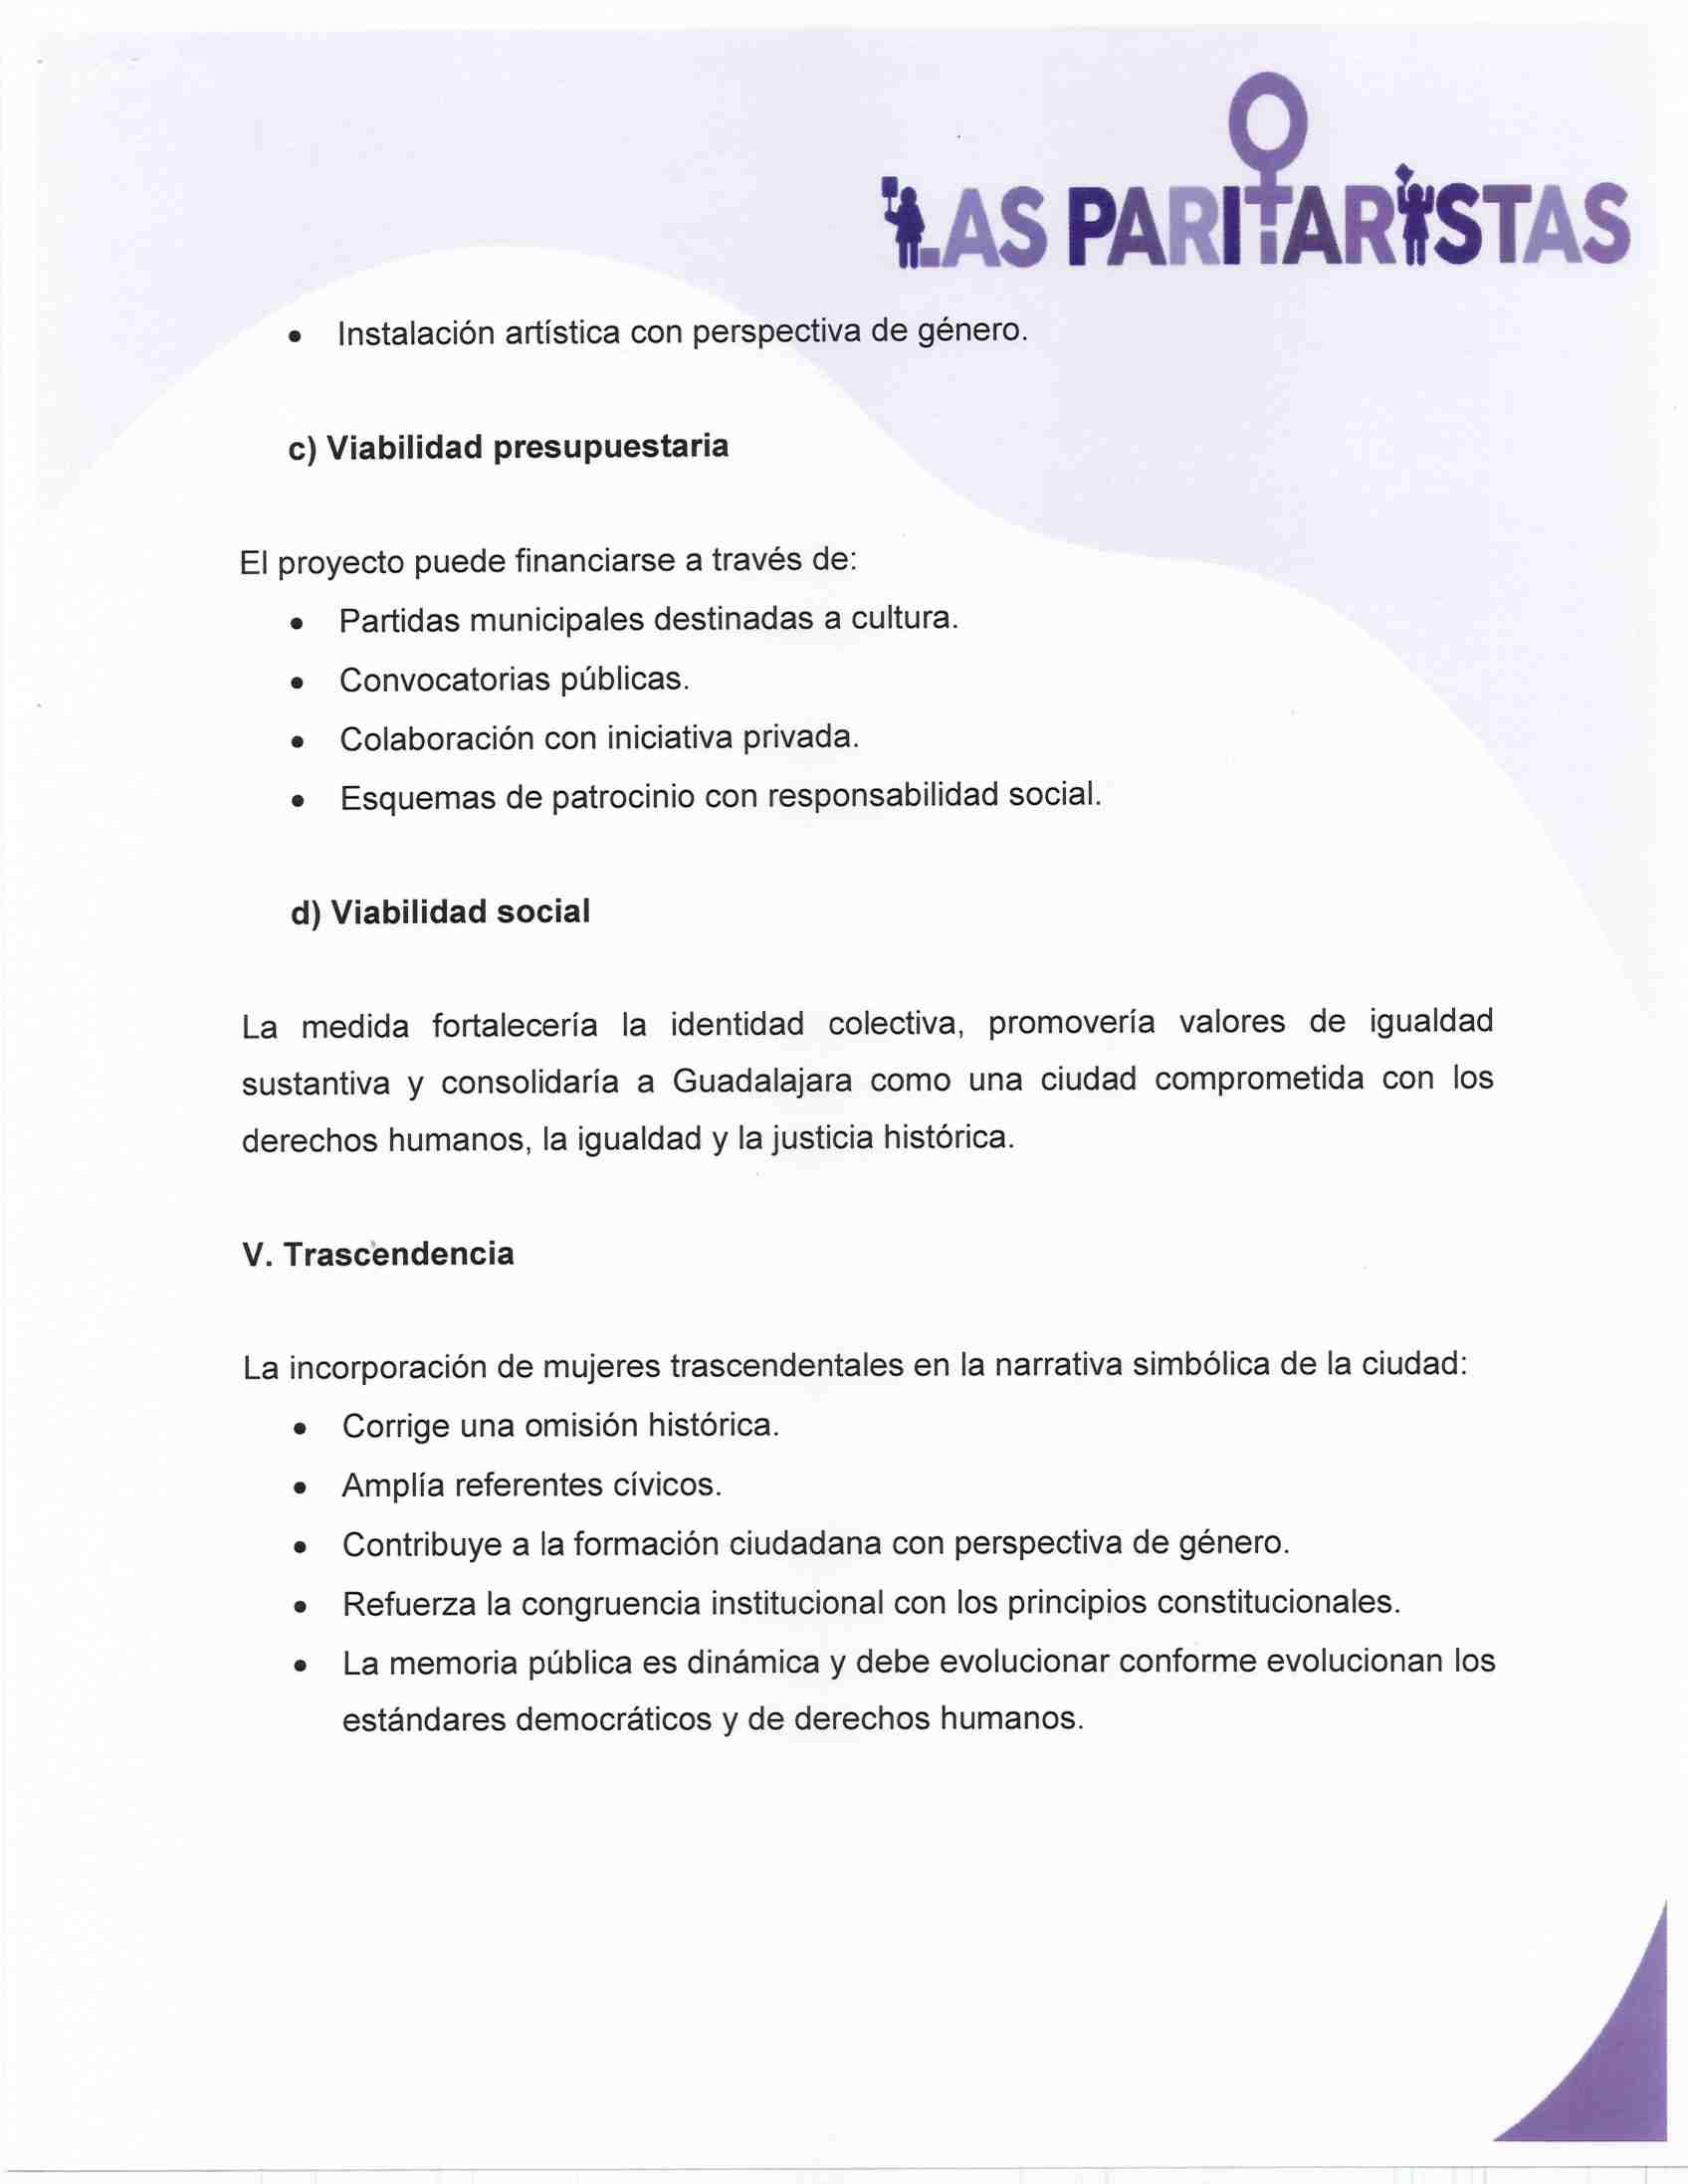 LAS PARITARISTAS
• Instalación artística con perspectiva de género.
c) Viabilidad presupuestaria
El proyecto puede financiarse a través de:
• Partidas municipales destinadas a cultura.
• Convocatorias públicas.
• Colaboración con iniciativa privada.
• Esquemas de patrocinio con responsabilidad social.
d) Viabilidad social
La medida fortalecería la identidad colectiva, promovería valores de igualdad
sustantiva y consolidaría a Guadalajara como una ciudad comprometida con los
derechos humanos, la igualdad y la justicia histórica.
V. Trascendencia
La incorporación de mujeres trascendentales en la narrativa simbólica de la ciudad:
• Corrige una omisión histórica.
• Amplía referentes cívicos.
• Contribuye a la formación ciudadana con perspectiva de género.
• Refuerza la congruencia institucional con los principios constitucionales.
• La memoria pública es dinámica y debe evolucionar conforme evolucionan los
estándares democráticos y de derechos humanos.